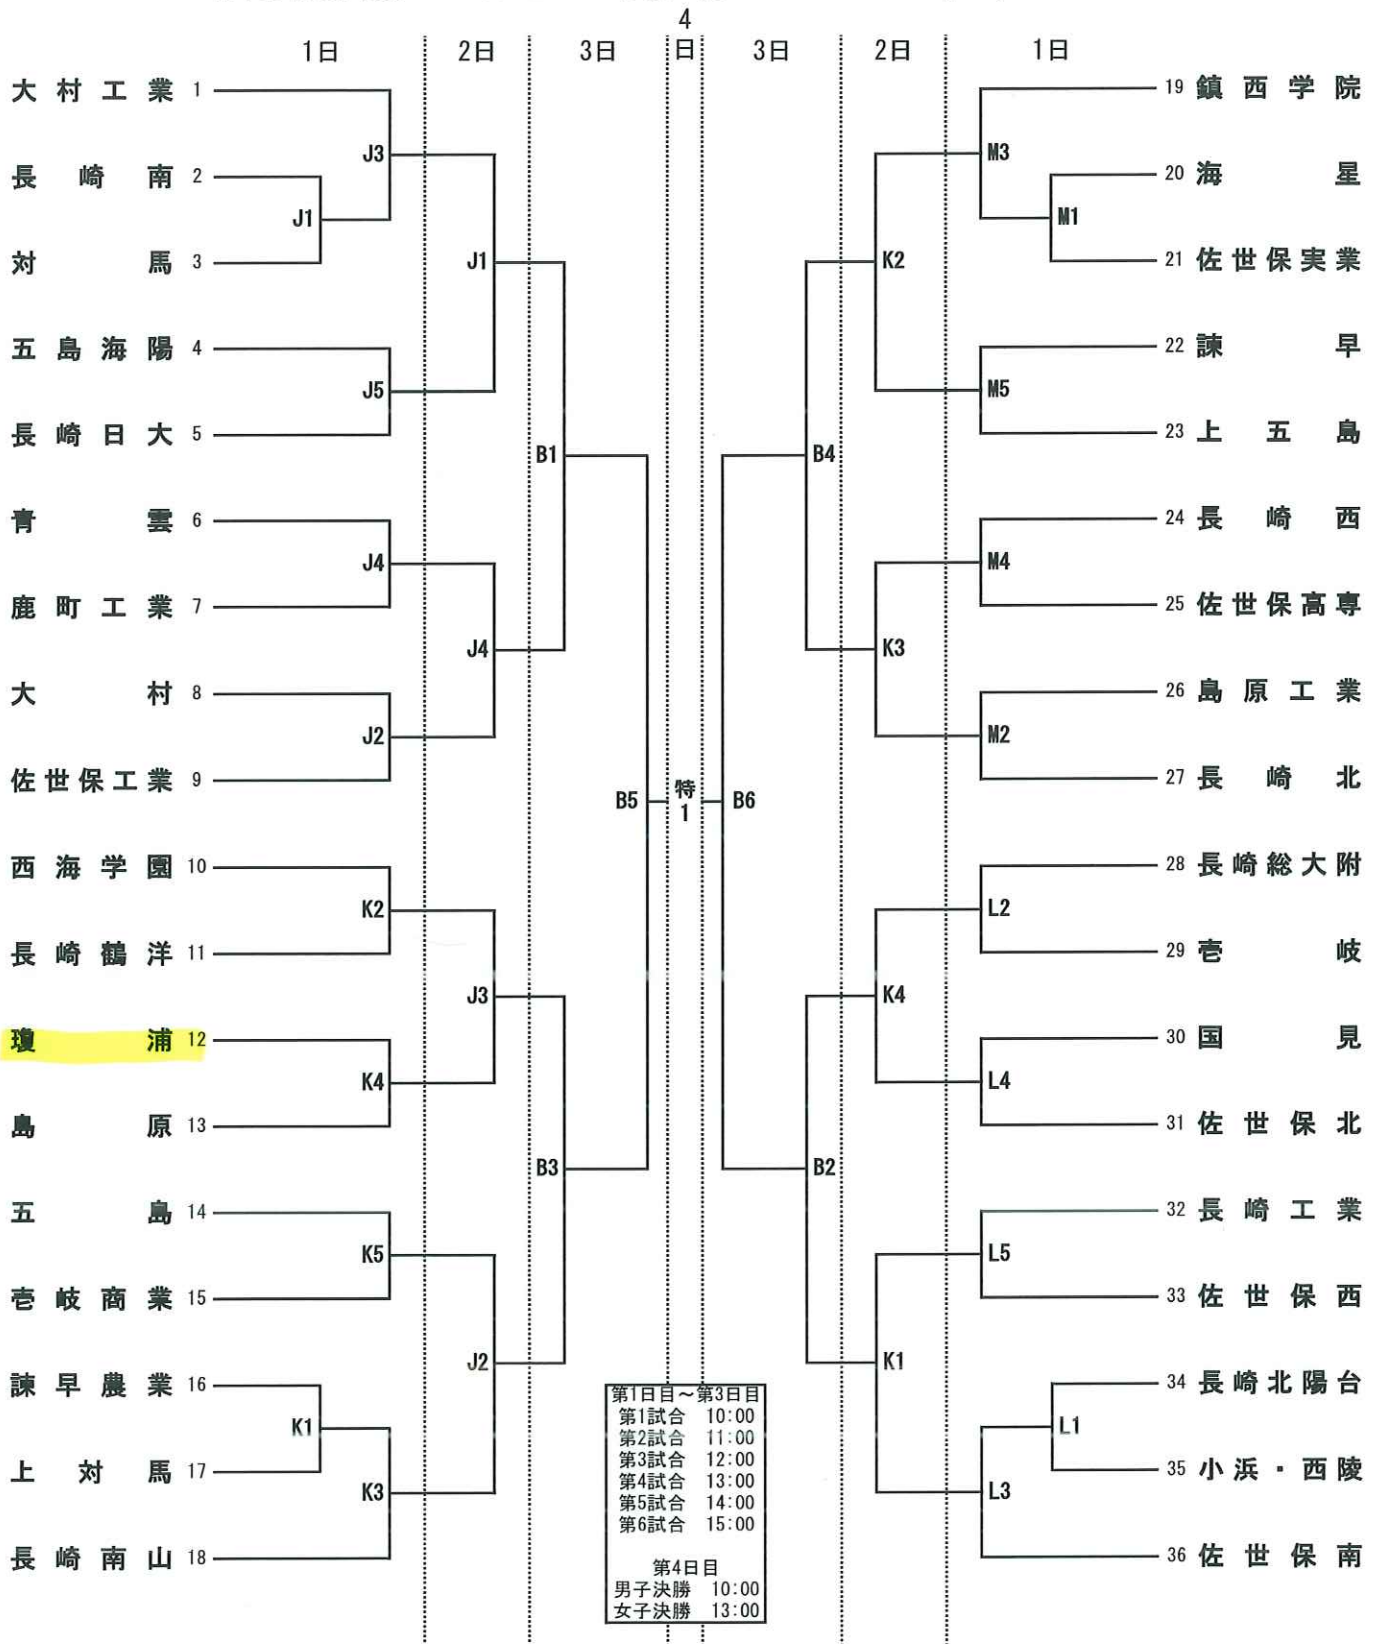 4
1日 2日 3日 日 3日 2日 1日
大村工業 1
長崎南 2
対馬 3
五島海陽 4
長崎日大 5
青雲 6
鹿町工業 7
大村 8
佐世保工業 9
西海学園 10
長崎鶴洋 11
瓊浦 12
島原 13
五島 14
壱岐商業 15
諫早農業 16
上対馬 17
長崎南山 18
J3
J1
J5
J4
J2
K2
K4
K5
K1
K3
J1
J4
J3
J2
B1
B3
B5
特
1
B6
B4
B2
K2
K3
K4
K1
M3
M1
M5
M4
M2
L2
L4
L5
L1
L3
19 鎮西学院
20 海星
21 佐世保実業
22 諫早
23 上五島
24 長崎西
25 佐世保高専
26 島原工業
27 長崎北
28 長崎総大附
29 壱岐
30 国見
31 佐世保北
32 長崎工業
33 佐世保西
34 長崎北陽台
35 小浜・西陵
36 佐世保南
第1日目～第3日目
第1試合 10:00
第2試合 11:00
第3試合 12:00
第4試合 13:00
第5試合 14:00
第6試合 15:00
第4日目
男子決勝 10:00
女子決勝 13:00